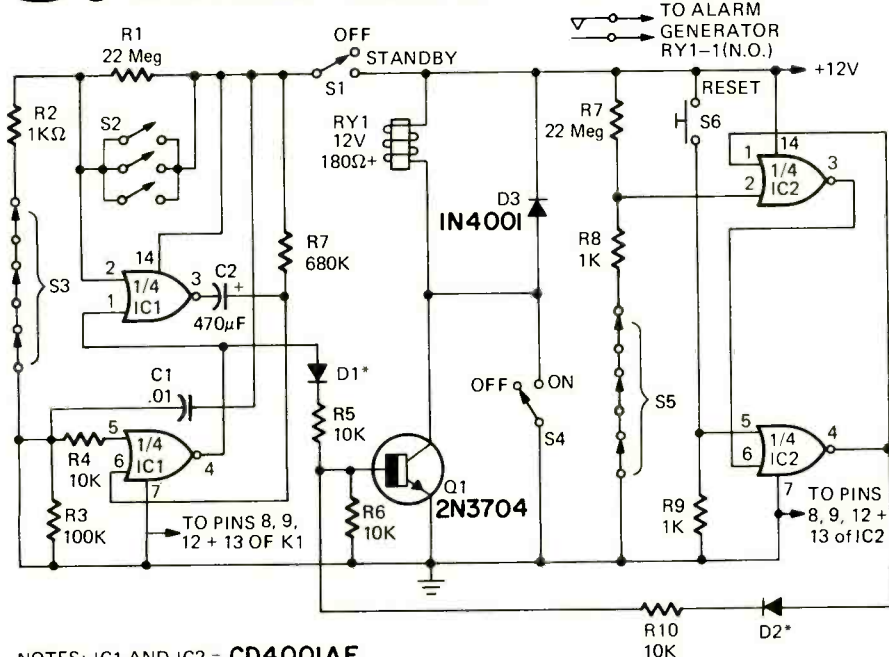 TO ALARM
GENERATOR
RY1-1(N.O.)
OFF
STANDBY
S1
R1
22 Meg
+12V
RESET
S6
R2
1KΩ
S2
RY1
12V
180Ω+
R7
22 Meg
D3
1N4001
14
1
2
1/4
IC2
3
R7
680K
R8
1K
14
2
1
1/4
IC1
3
C2
+
470µF
S3
D1*
OFF
ON
S4
S5
C1
.01
R5
10K
5
6
1/4
IC1
4
7
R4
10K
5
6
1/4
IC2
4
7
Q1
2N3704
R3
100K
R6
10K
R9
1K
TO PINS 8, 9,
12 + 13 OF K1
TO PINS
8, 9, 12 +
13 of IC2
R10
10K
D2*
NOTES: IC1 AND IC2 = CD4001AE